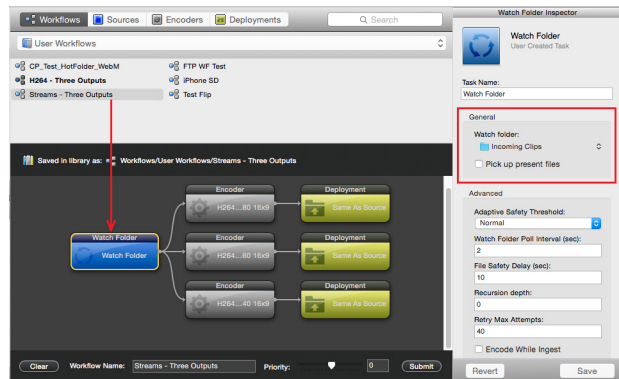 Workflows Sources Encoders Deployments Search
User Workflows
CP_Test_HotFolder_WebM FTP WF Test
H264 - Three Outputs iPhone SD
Streams - Three Outputs Test Flip
Saved in library as: Workflows/User Workflows/Streams - Three Outputs
Encoder Deployment
H264...80 16x9 Same As Source
Watch Folder Encoder Deployment
Watch Folder H264...60 16x9 Same As Source
Encoder Deployment
H264...40 16x9 Same As Source
Clear Workflow Name: Streams - Three Outputs Priority: 0 Submit
Watch Folder Inspector
Watch Folder
User Created Task
Task Name:
Watch Folder
General
Watch folder:
Incoming Clips
Pick up present files
Advanced
Adaptive Safety Threshold:
Normal
Watch Folder Poll Interval (sec):
2
File Safety Delay (sec):
10
Recursion depth:
0
Retry Max Attempts:
40
Encode While Ingest
Revert Save